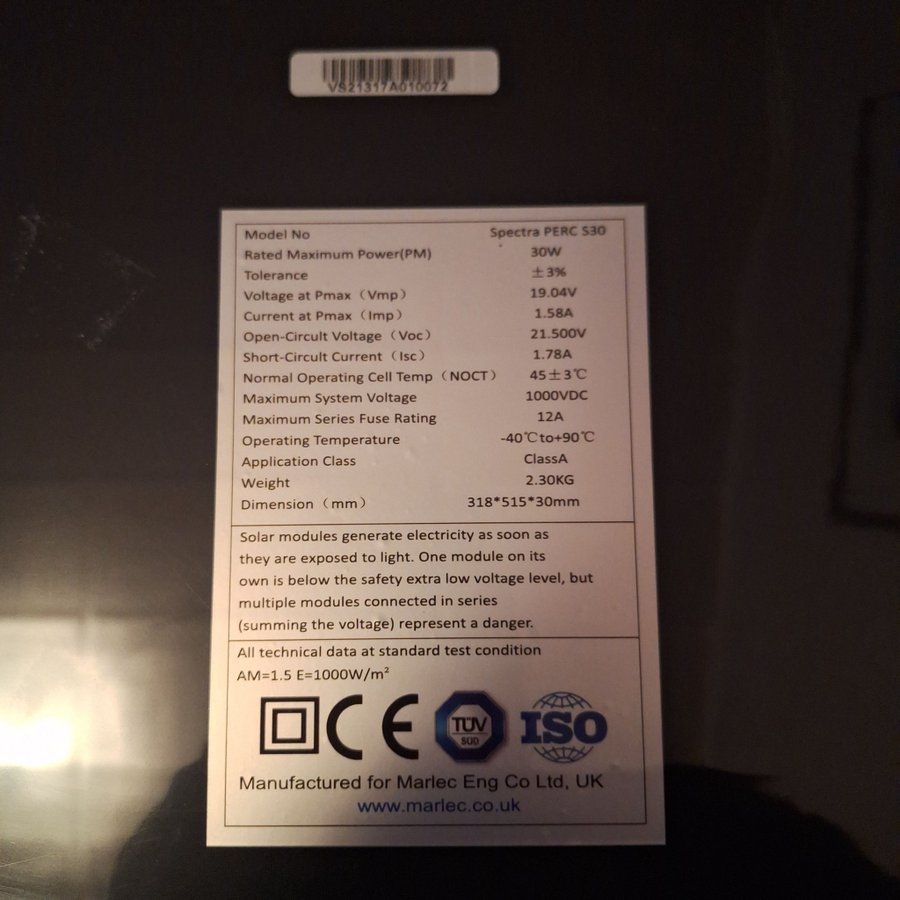 VS21317A010072
Model No Spectra PERC S30
Rated Maximum Power(PM) 30W
Tolerance ±3%
Voltage at Pmax（Vmp） 19.04V
Current at Pmax（Imp） 1.58A
Open-Circult Voltage（Voc） 21.500V
Short-Circult Current（Isc） 1.78A
Normal Operating Cell Temp（NOCT） 45±3℃
Maximum System Voltage 1000VDC
Maximum Series Fuse Rating 12A
Operating Temperature -40℃to+90℃
Application Class ClassA
Weight 2.30KG
Dimension（mm） 318*515*30mm
Solar modules generate electricity as soon as
they are exposed to light. One module on its
own is below the safety extra low voltage level, but
multiple modules connected in series
(summing the voltage) represent a danger.
All technical data at standard test condition
AM=1.5 E=1000W/m²
CE TÜV SÜD ISO
Manufactured for Marlec Eng Co Ltd, UK
www.marlec.co.uk